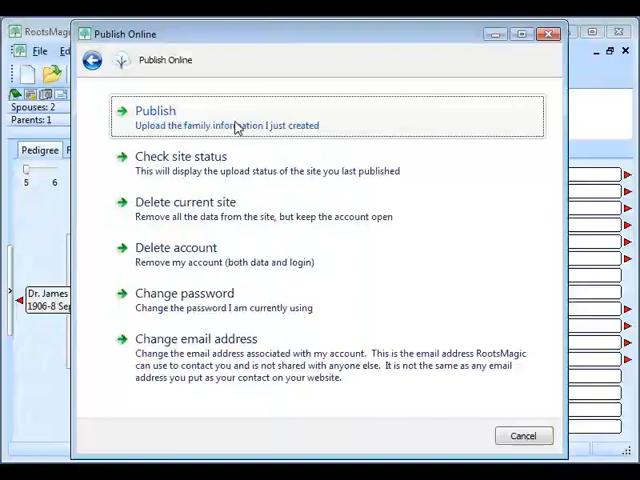 RootsMagic
Publish Online
File
Publish Online
Spouses: 2
Parents: 1
Publish
Upload the family information I just created
Check site status
This will display the upload status of the site you last published
Pedigree
5 6
Delete current site
Remove all the data from the site, but keep the account open
Delete account
Remove my account (both data and login)
Dr. James
1906-8 Sep
Change password
Change the password I am currently using
Change email address
Change the email address associated with my account. This is the email address RootsMagic
can use to contact you and is not shared with anyone else. It is not the same as any email
address you put as your contact on your website.
Cancel